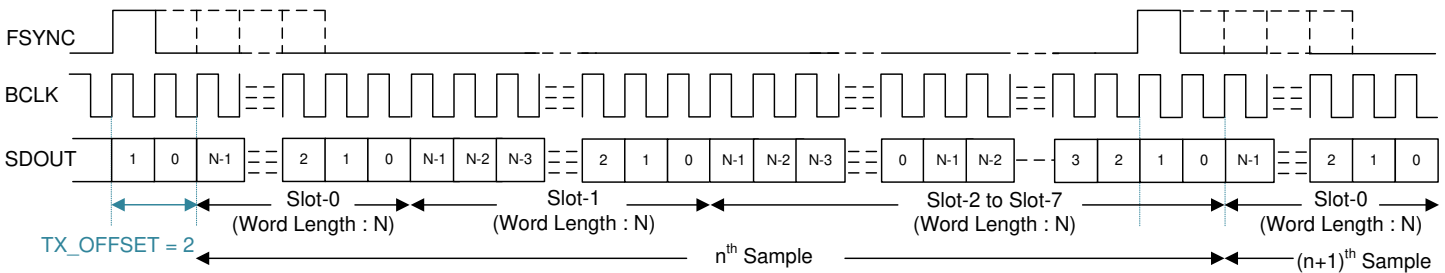 FSYNC
BCLK
SDOUT
1 0 N-1 2 1 0 N-1 N-2 N-3 2 1 0 N-1 N-2 N-3 0 N-1 N-2 3 2 1 0 N-1 2 1 0
Slot-0
(Word Length : N)
Slot-1
(Word Length : N)
Slot-2 to Slot-7
(Word Length : N)
Slot-0
(Word Length : N)
TX_OFFSET = 2
nth Sample
(n+1)th Sample